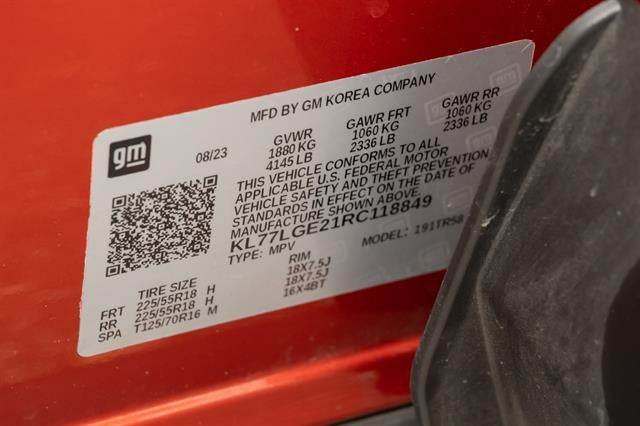 MFD BY GM KOREA COMPANY
gm
08/23
GVWR GAWR FRT GAWR RR
1880 KG 1060 KG 1060 KG
4145 LB 2336 LB 2336 LB
THIS VEHICLE CONFORMS TO ALL
APPLICABLE U.S. FEDERAL MOTOR
VEHICLE SAFETY AND THEFT PREVENTION
STANDARDS IN EFFECT ON THE DATE OF
MANUFACTURE SHOWN ABOVE.
KL77LGE21RC118849
TYPE: MPV MODEL: 191TR58
TIRE SIZE RIM
FRT 225/55R18 H 18X7.5J
RR 225/55R18 H 18X7.5J
SPA T125/70R16 M 16X4BT